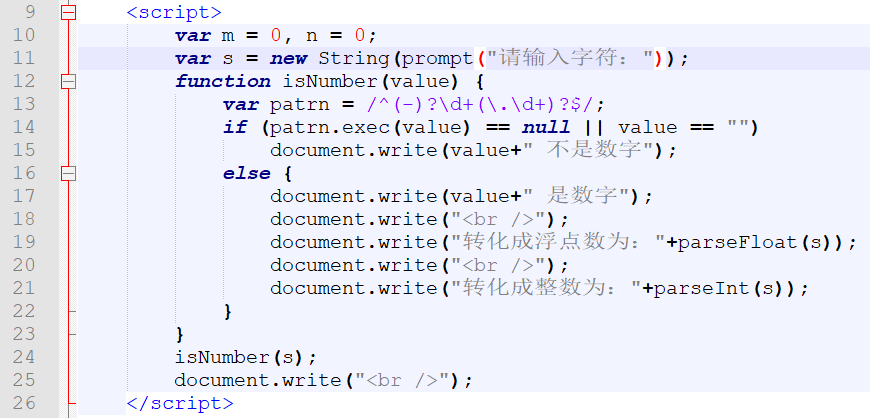 9 <script>
10 var m = 0, n = 0;
11 var s = new String(prompt("请输入字符："));
12 function isNumber(value) {
13 var patrn = /^(-)?\d+(\.\d+)?$/;
14 if (patrn.exec(value) == null || value == "")
15 document.write(value+" 不是数字");
16 else {
17 document.write(value+" 是数字");
18 document.write("<br />");
19 document.write("转化成浮点数为："+parseFloat(s));
20 document.write("<br />");
21 document.write("转化成整数为："+parseInt(s));
22 }
23 }
24 isNumber(s);
25 document.write("<br />");
26 </script>